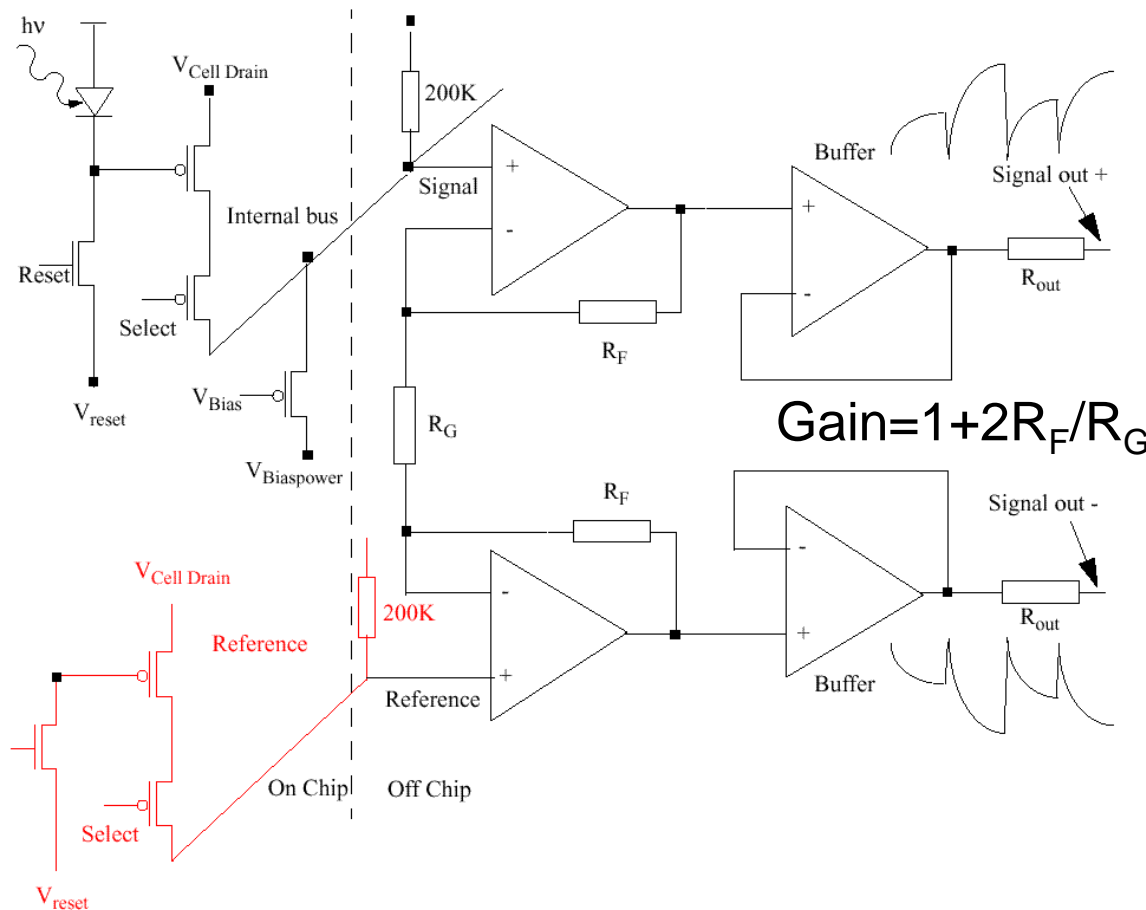 hν
V_Cell Drain
200K
Buffer
Signal out +
+
Signal
Internal bus
+
-
Reset
R_out
-
Select
R_F
V_Bias
V_reset
R_G
Gain=1+2R_F/R_G
V_Biaspower
R_F
Signal out -
-
V_Cell Drain
-
200K
R_out
Reference
+
+
Reference
Buffer
On Chip
Off Chip
Select
V_reset